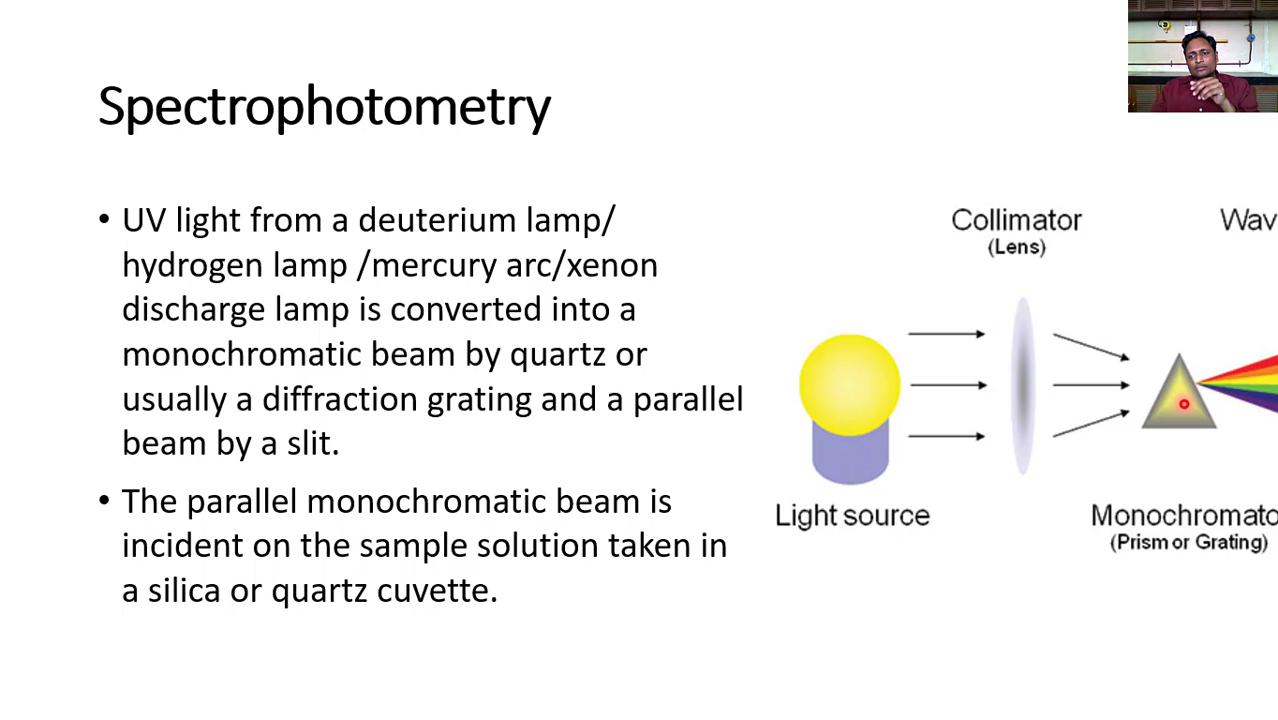 Spectrophotometry
• UV light from a deuterium lamp/
hydrogen lamp /mercury arc/xenon
discharge lamp is converted into a
monochromatic beam by quartz or
usually a diffraction grating and a parallel
beam by a slit.
• The parallel monochromatic beam is
incident on the sample solution taken in
a silica or quartz cuvette.
Collimator
(Lens)
Wav
Light source
Monochromato
(Prism or Grating)